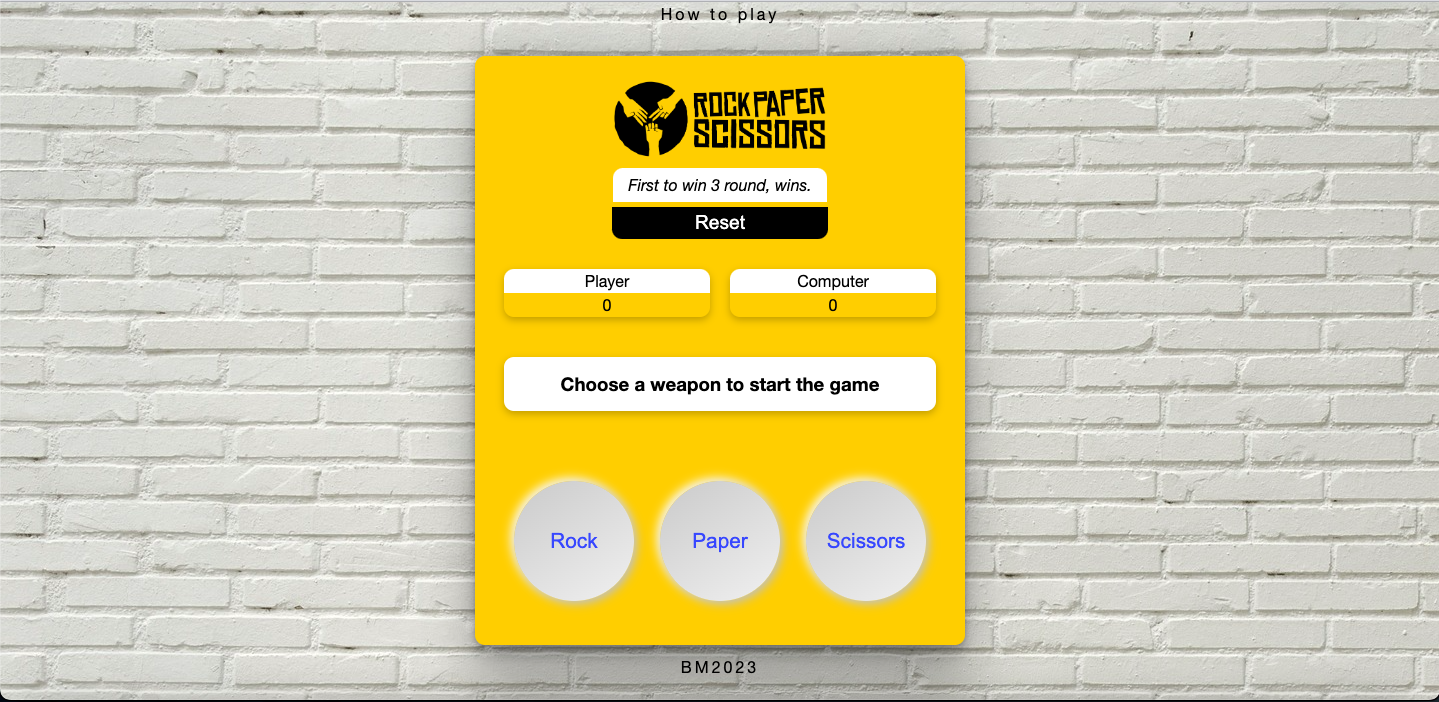 How to play
ROCK PAPER
SCISSORS
First to win 3 round, wins.
Reset
Player
Computer
0
0
Choose a weapon to start the game
Rock
Paper
Scissors
BM2023